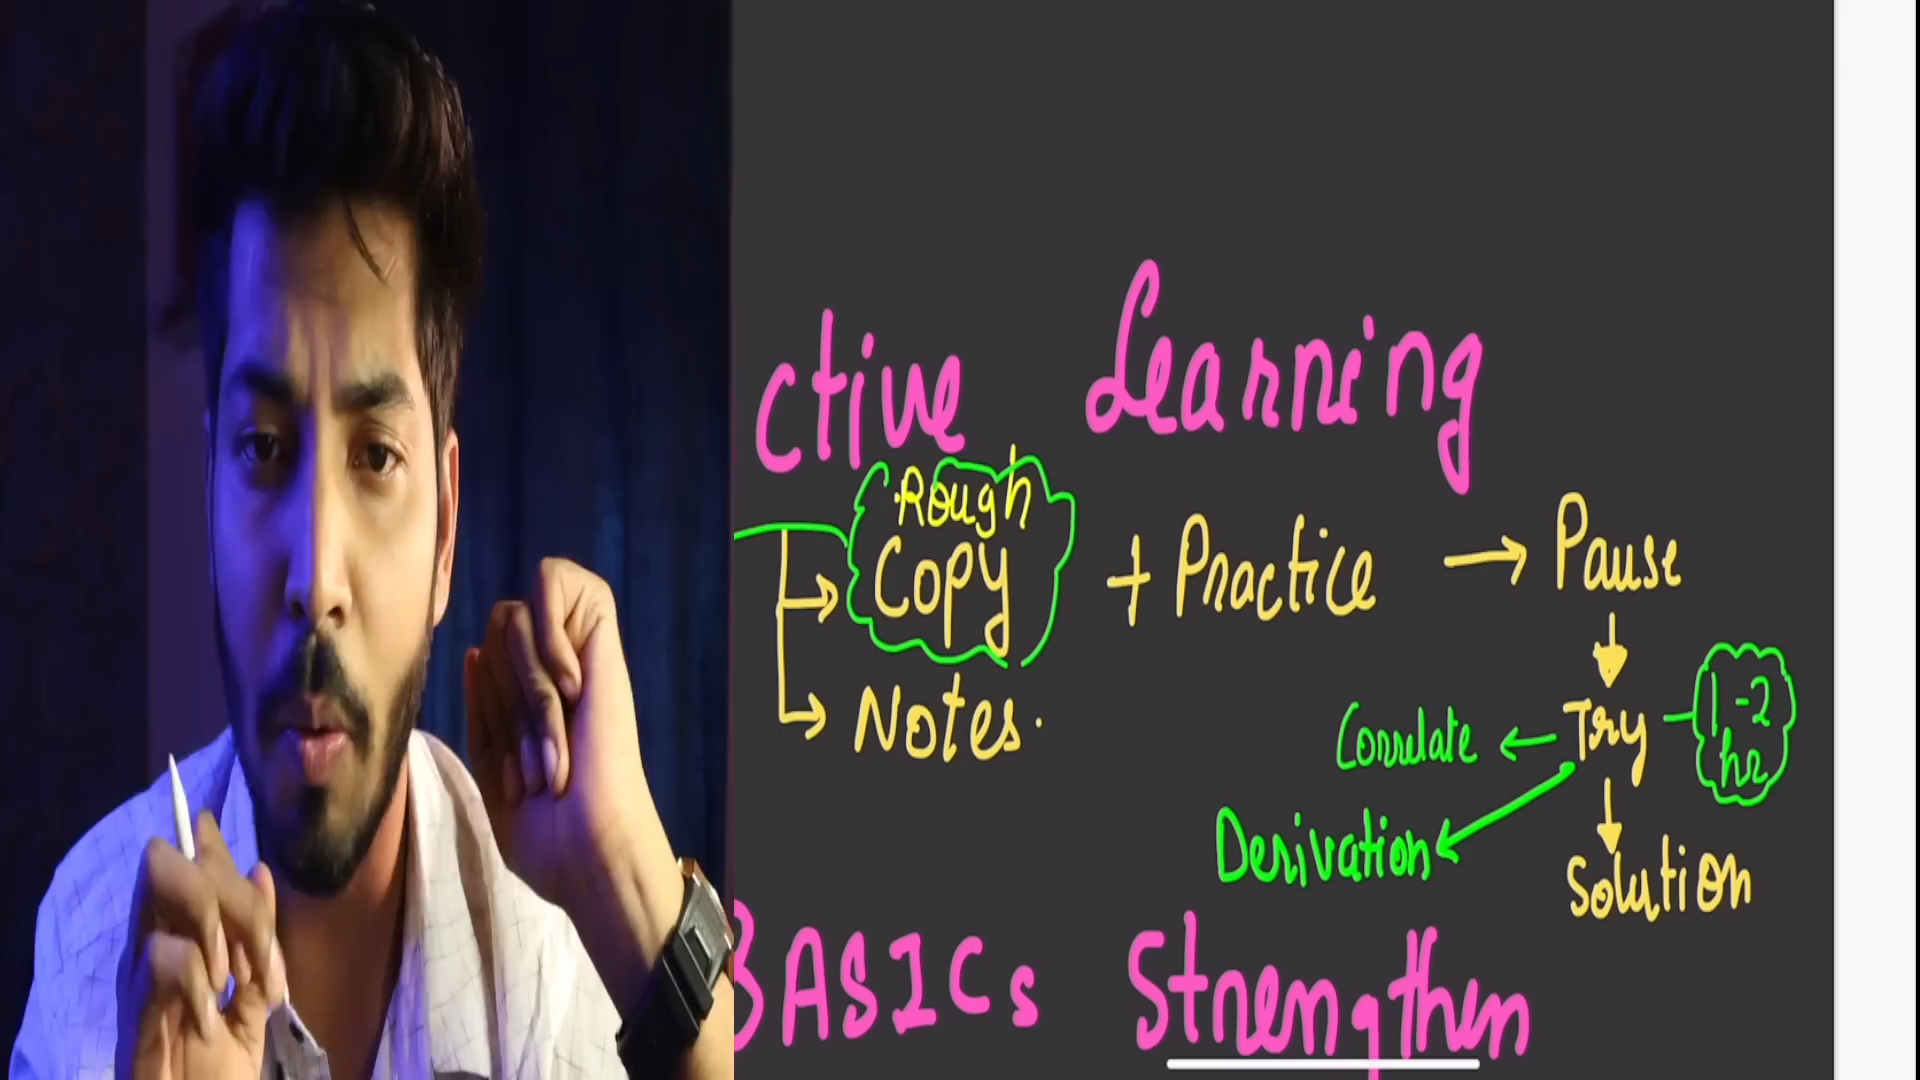 ctive Learning
Rough
Copy + Practice → Pause
Notes.
Correlate ← Try - 1-2 hr
Derivation
Solution
BASICs Strengthen